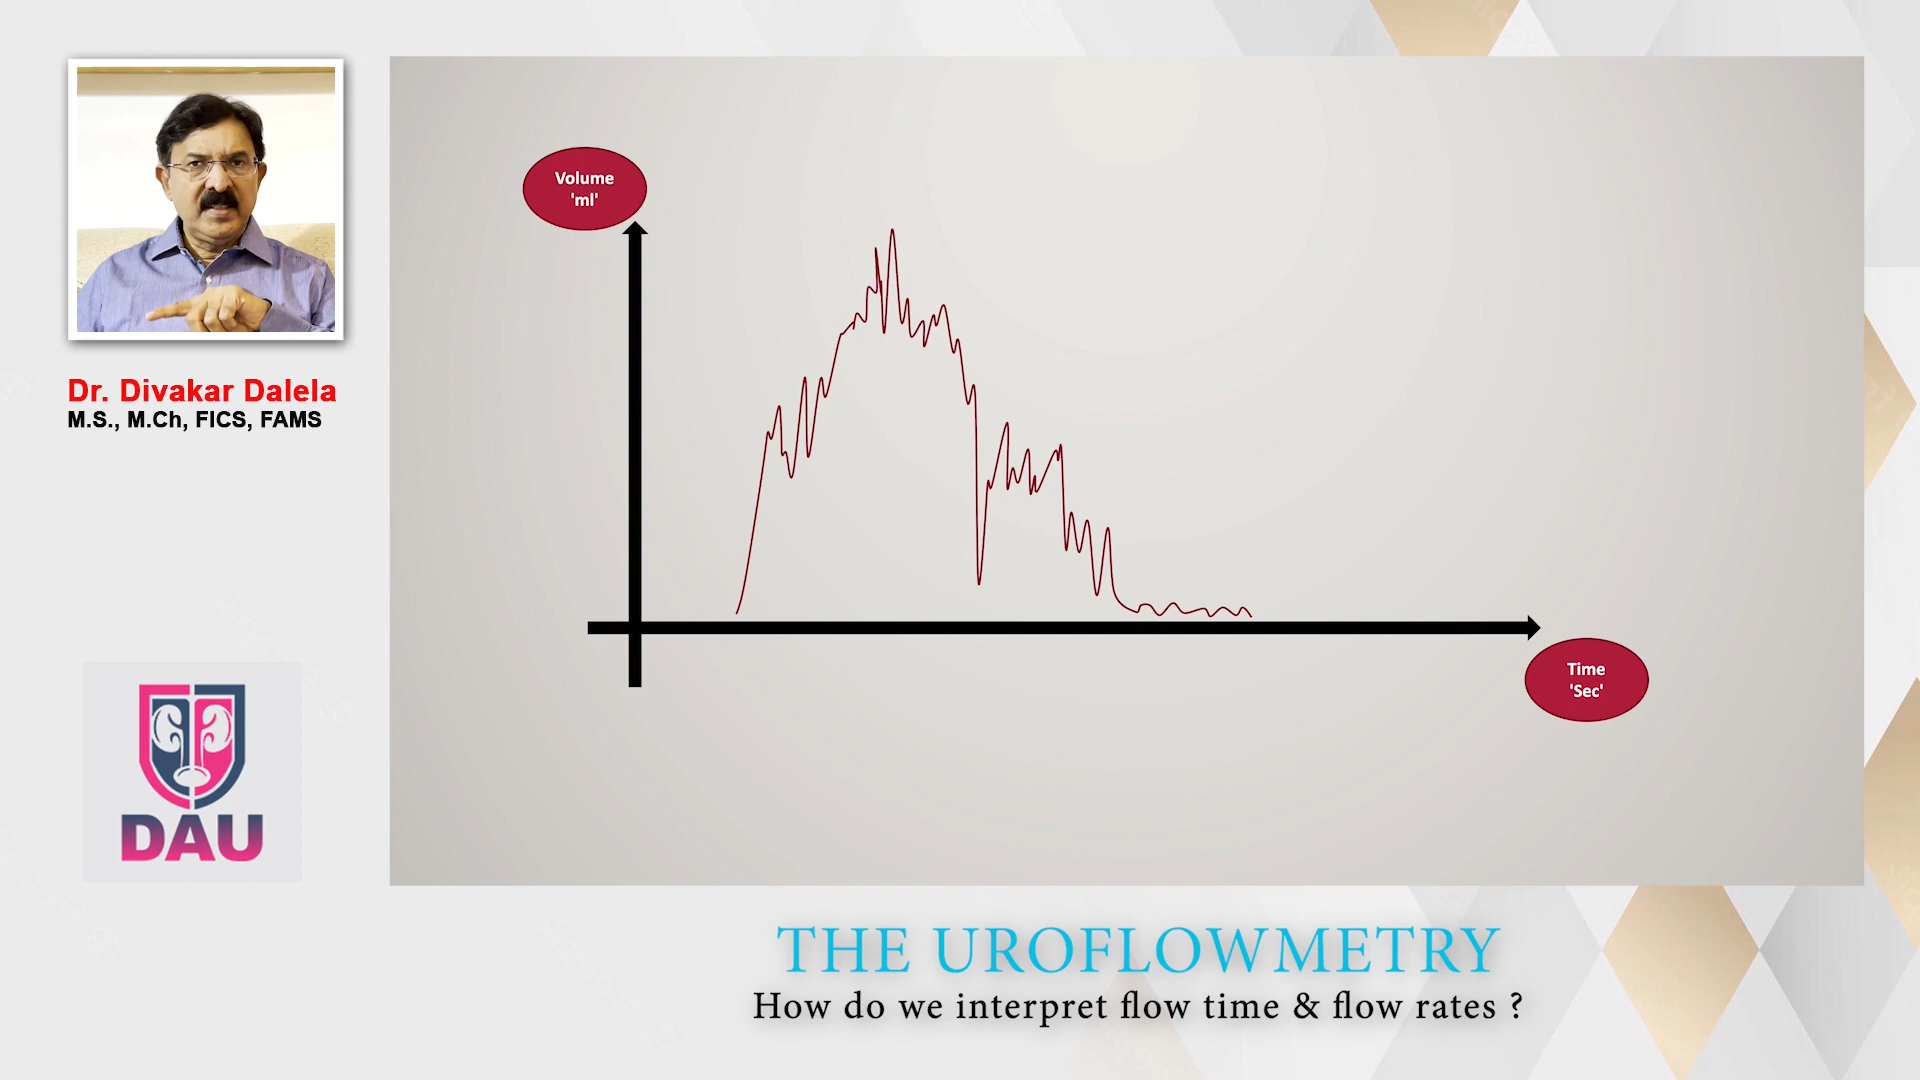 Volume
'ml'
Dr. Divakar Dalela
M.S., M.Ch, FICS, FAMS
Time
'Sec'
DAU
THE UROFLOWMETRY
How do we interpret flow time & flow rates ?